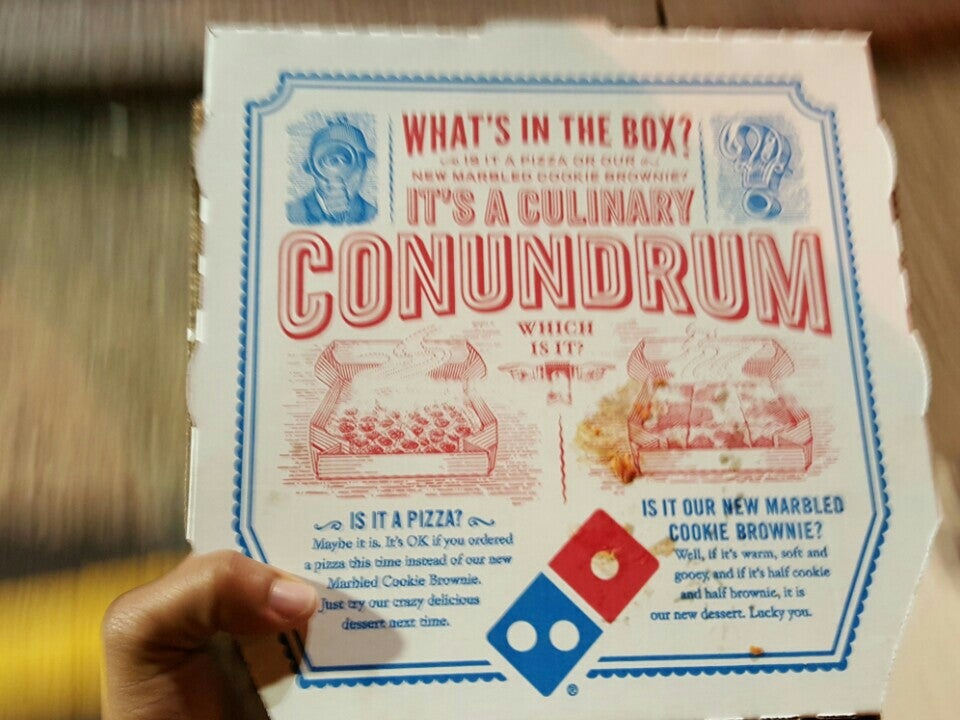 WHAT'S IN THE BOX?
IS IT A PIZZA OR OUR
NEW MARBLED COOKIE BROWNIE?
IT'S A CULINARY
CONUNDRUM
WHICH
IS IT?
IS IT A PIZZA?
Maybe it is. It's OK if you ordered
a pizza this time instead of our new
Marbled Cookie Brownie.
Just try our crazy delicious
dessert next time.
IS IT OUR NEW MARBLED
COOKIE BROWNIE?
Well, if it's warm, soft and
gooey, and if it's half cookie
and half brownie, it is
our new dessert. Lucky you.
®